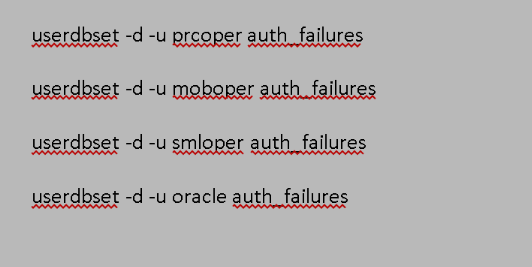 userdbset -d -u prcoper auth_failures
userdbset -d -u moboper auth_failures
userdbset -d -u smloper auth_failures
userdbset -d -u oracle auth_failures